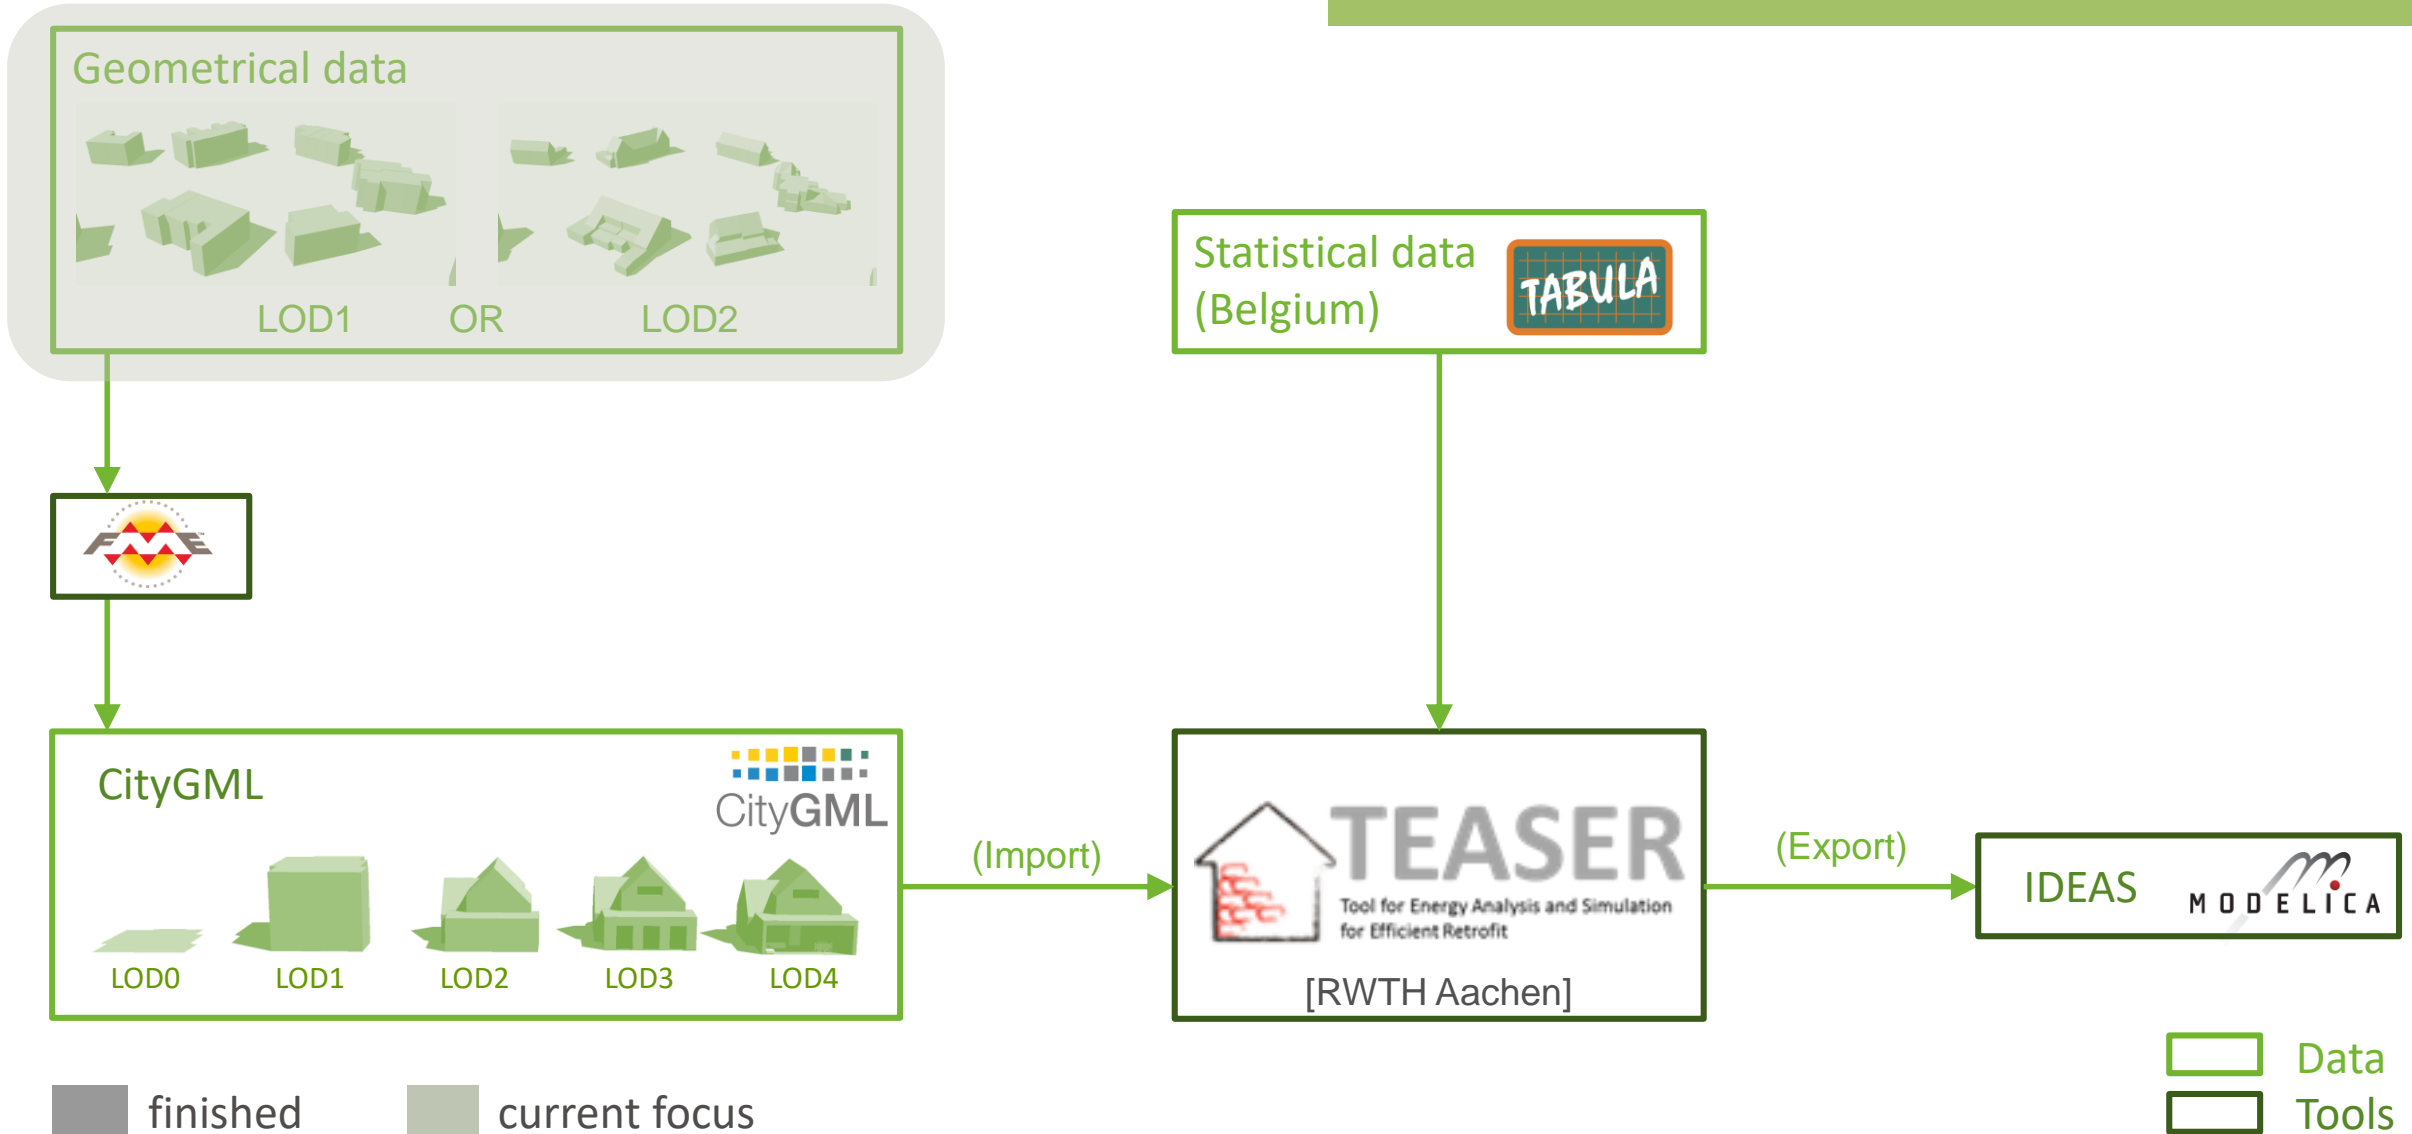 Geometrical data
LOD1 OR LOD2
Statistical data
(Belgium)
TABULA
FME
CityGML
CityGML
LOD0 LOD1 LOD2 LOD3 LOD4
(Import)
TEASER
Tool for Energy Analysis and Simulation
for Efficient Retrofit
[RWTH Aachen]
(Export)
IDEAS
MODELICA
Data
Tools
finished
current focus